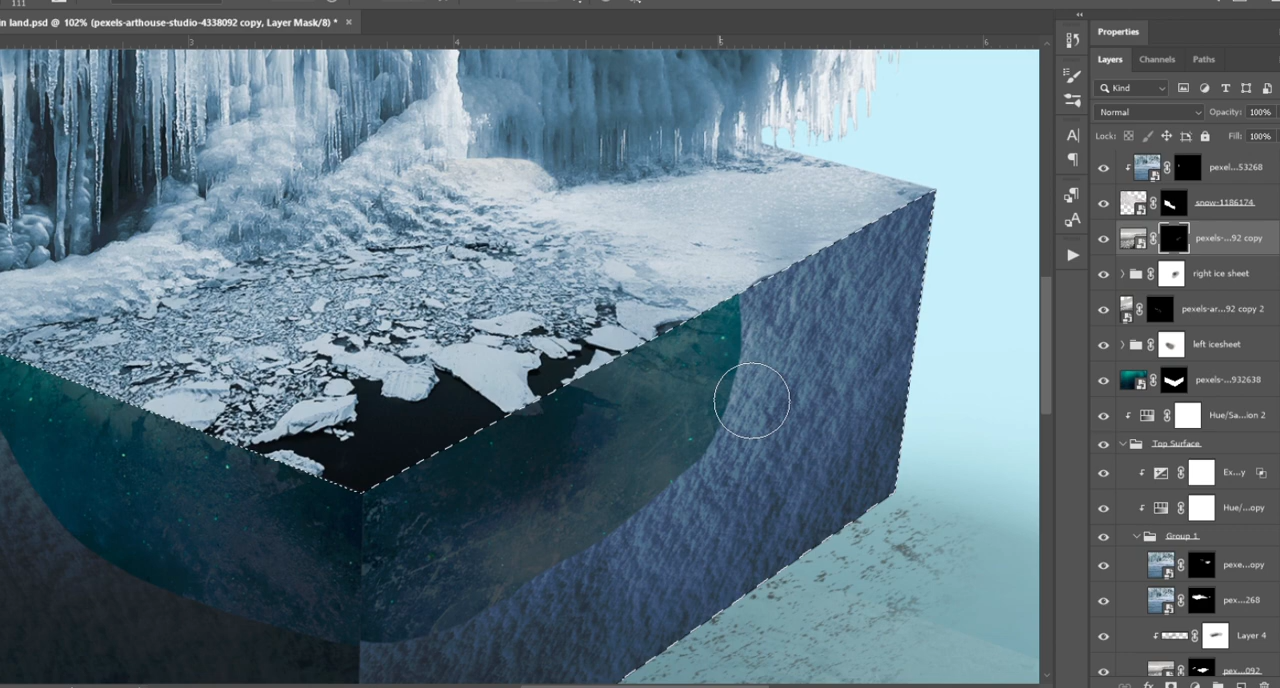 111
in land.psd @ 102% (pexels-arthouse-studio-4338092 copy, Layer Mask/8) * ×
3 4 5 6
Properties
Layers Channels Paths
Kind
Normal Opacity: 100%
Lock: Fill: 100%
pexel...53268
snow-1186174
pexels-...92 copy
right ice sheet
pexels-ar...92 copy 2
left icesheet
pexels-...932638
Hue/Sa...ion 2
Top Surface
Ex...y
Hue/...opy
Group 1
pexe...opy
pex...268
Layer 4
pex...092